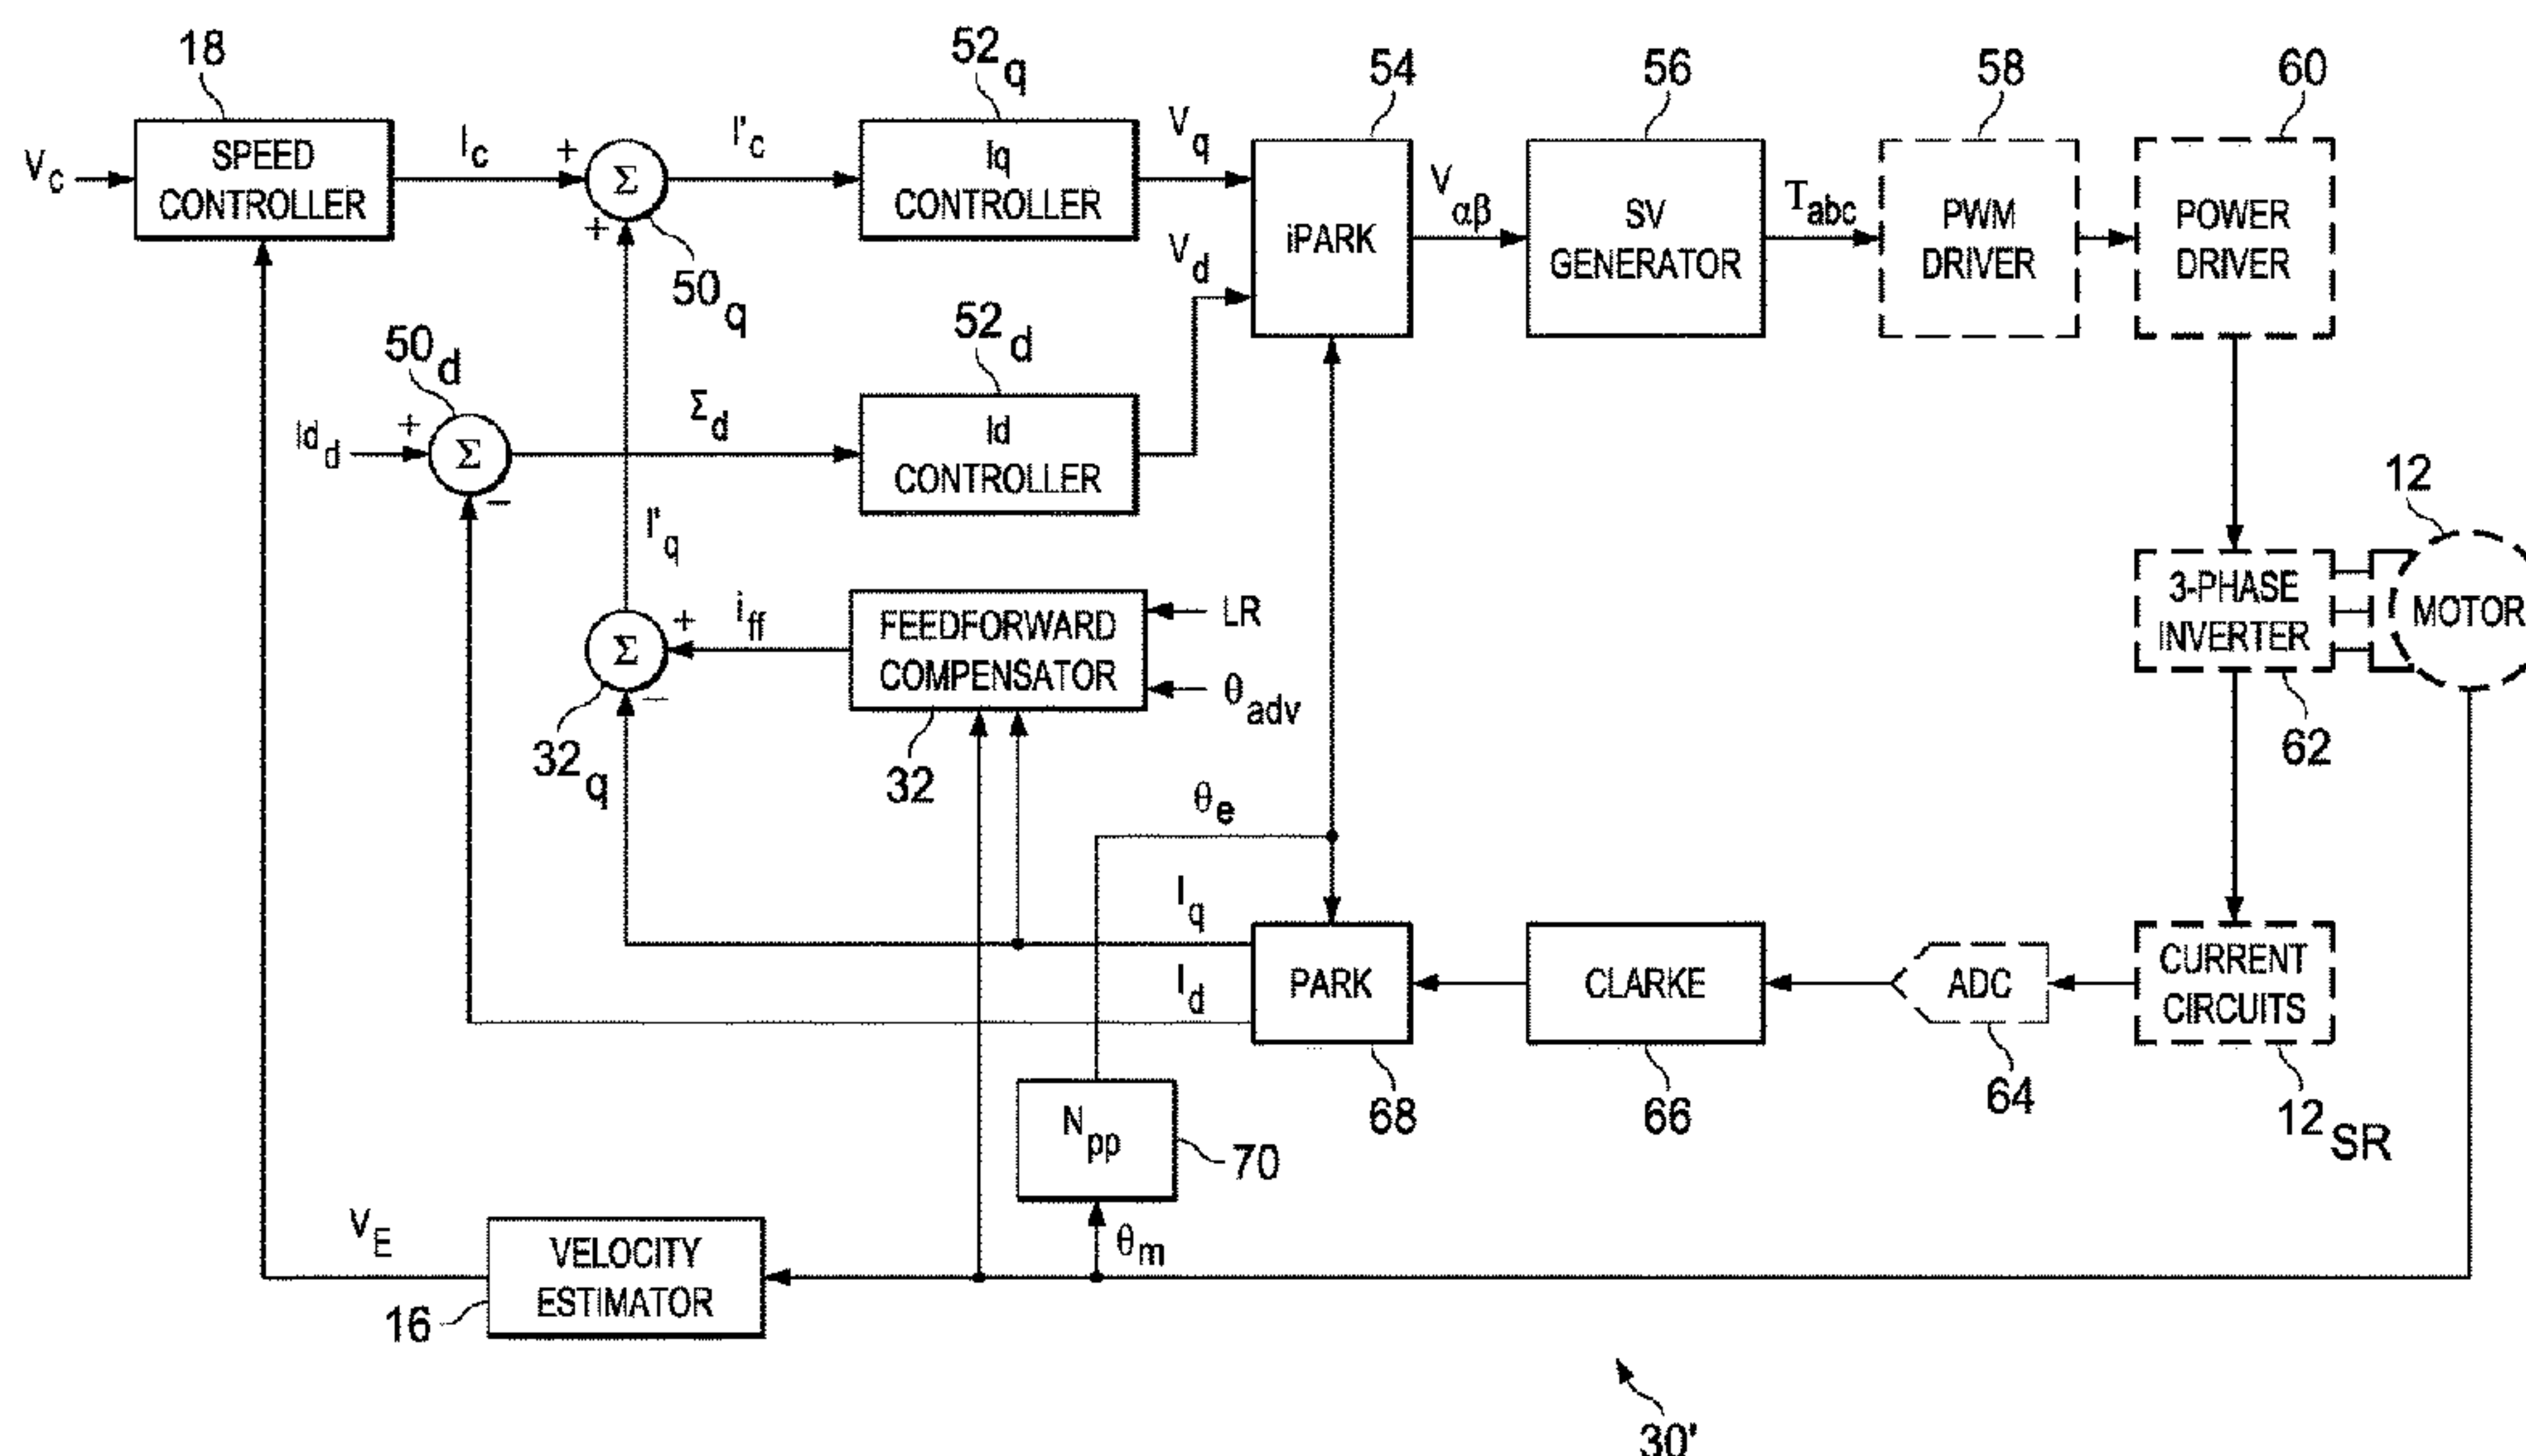 18
52q
54
56
58
60
Vc
SPEED
CONTROLLER
Ic
+
Σ
+
I'c
Iq
CONTROLLER
Vq
iPARK
Vαβ
SV
GENERATOR
Tabc
PWM
DRIVER
POWER
DRIVER
50q
Vd
50d
52d
Idd
+
Σ
−
Σd
Id
CONTROLLER
12
I'q
Σ
+
−
iff
FEEDFORWARD
COMPENSATOR
LR
θadv
3-PHASE
INVERTER
MOTOR
32q
32
62
θe
Iq
Id
PARK
CLARKE
ADC
CURRENT
CIRCUITS
68
66
64
12SR
Npp
70
VE
VELOCITY
ESTIMATOR
θm
16
30'